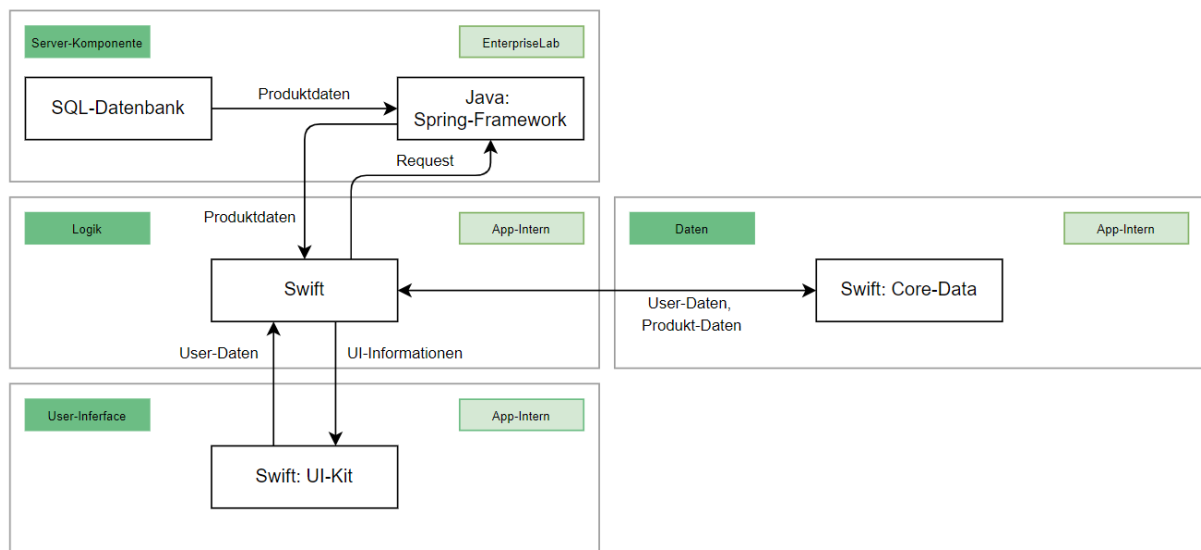 Server-Komponente
EnterpriseLab
SQL-Datenbank
Produktdaten
Java:
Spring-Framework
Request
Produktdaten
Logik
App-Intern
Swift
Daten
App-Intern
Swift: Core-Data
User-Daten,
Produkt-Daten
User-Daten
UI-Informationen
User-Inferface
App-Intern
Swift: UI-Kit